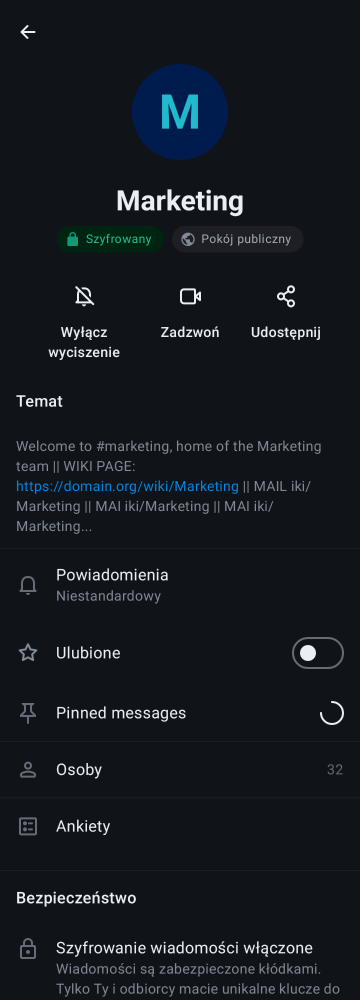 M
Marketing
Szyfrowany
Pokój publiczny
Wyłącz
wyciszenie
Zadzwoń
Udostępnij
Temat
Welcome to #marketing, home of the Marketing
team || WIKI PAGE:
https://domain.org/wiki/Marketing || MAIL iki/
Marketing || MAI iki/Marketing || MAI iki/
Marketing...
Powiadomienia
Niestandardowy
Ulubione
Pinned messages
Osoby 32
Ankiety
Bezpieczeństwo
Szyfrowanie wiadomości włączone
Wiadomości są zabezpieczone kłódkami.
Tylko Ty i odbiorcy macie unikalne klucze do